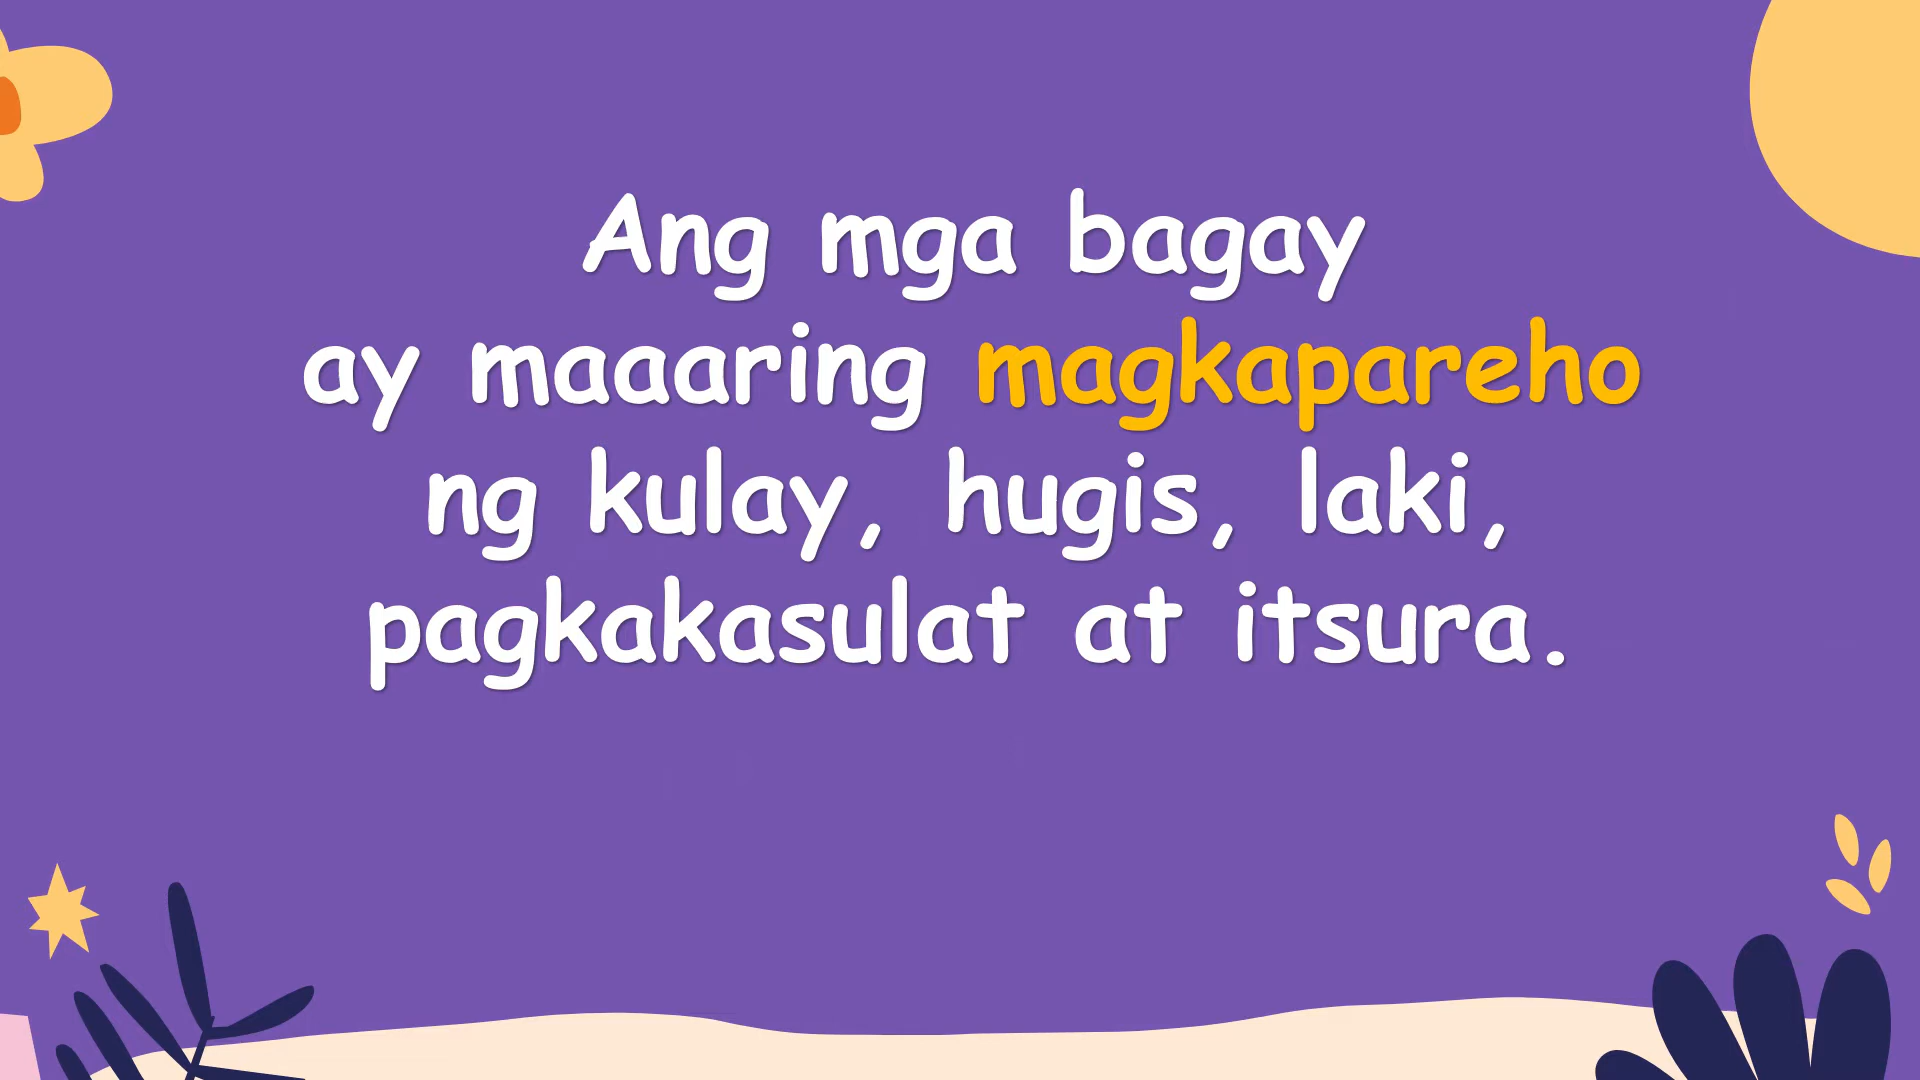 Ang mga bagay
ay maaaring magkapareho
ng kulay, hugis, laki,
pagkakasulat at itsura.